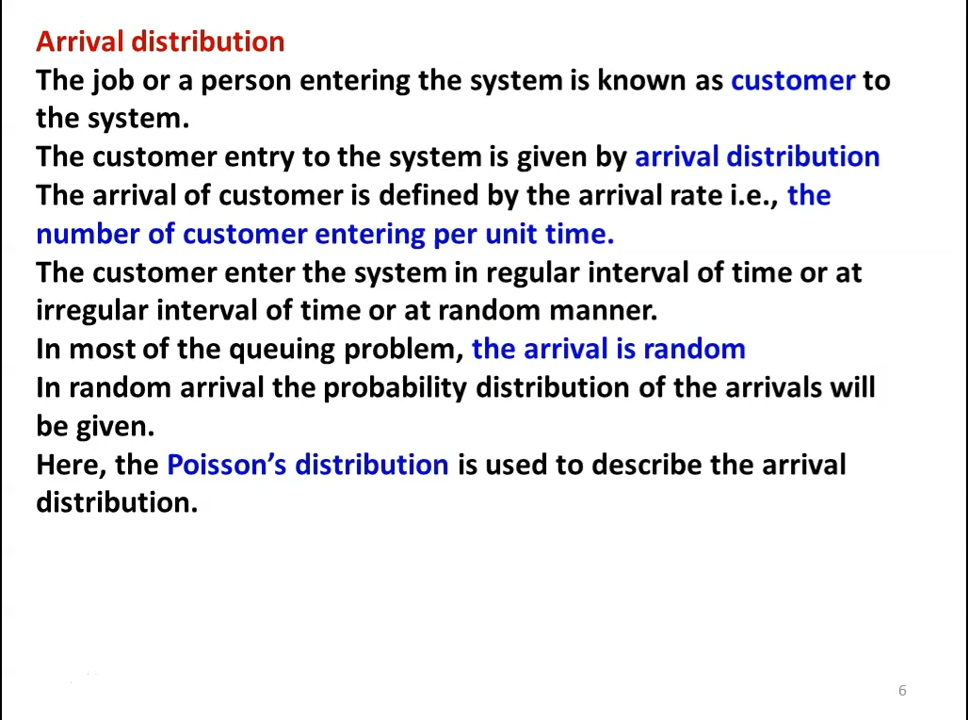 Arrival distribution
The job or a person entering the system is known as customer to
the system.
The customer entry to the system is given by arrival distribution
The arrival of customer is defined by the arrival rate i.e., the
number of customer entering per unit time.
The customer enter the system in regular interval of time or at
irregular interval of time or at random manner.
In most of the queuing problem, the arrival is random
In random arrival the probability distribution of the arrivals will
be given.
Here, the Poisson’s distribution is used to describe the arrival
distribution.
6